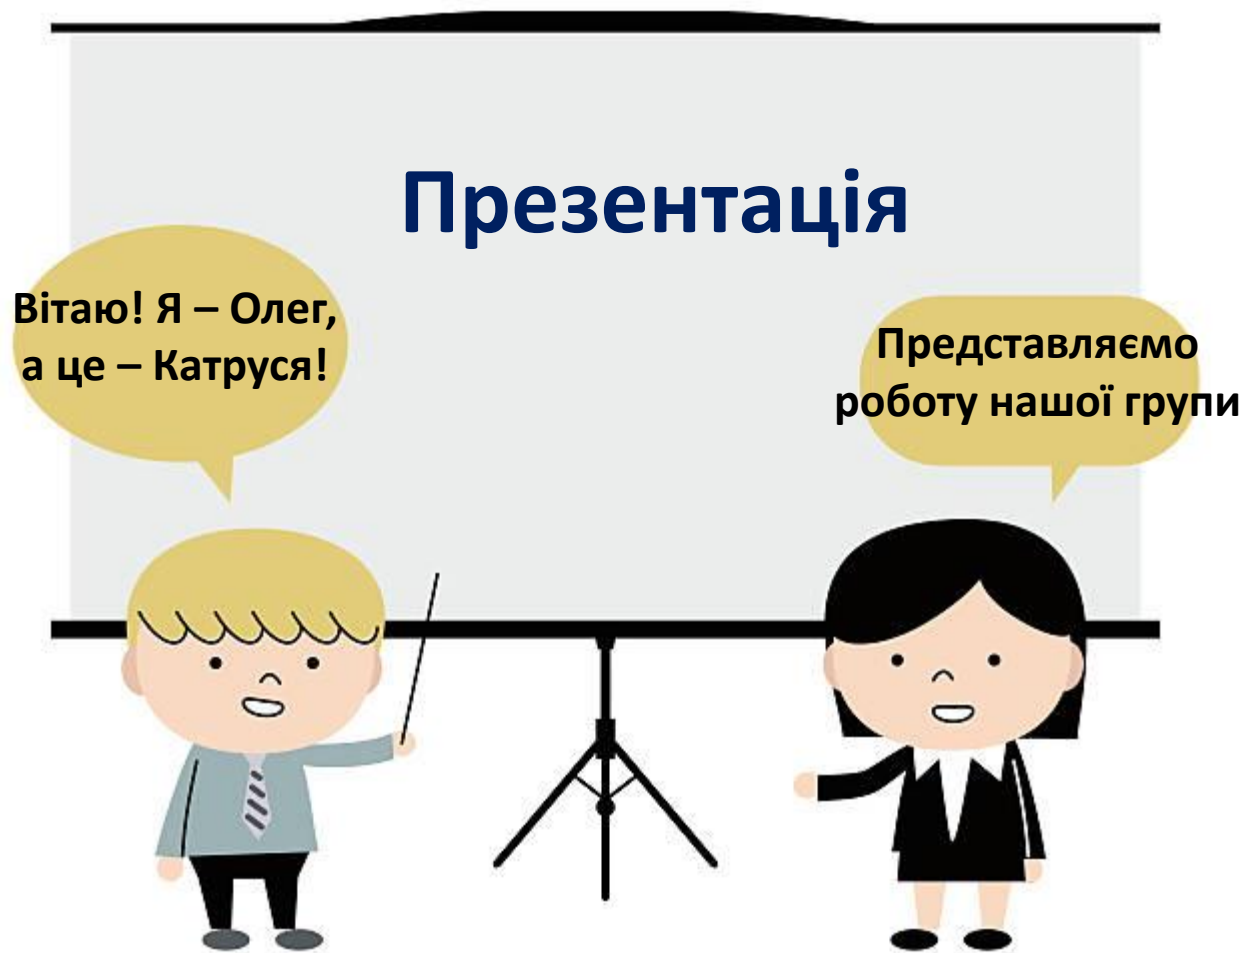 Презентація
Вітаю! Я – Олег,
а це – Катруся!
Представляємо
роботу нашої групи